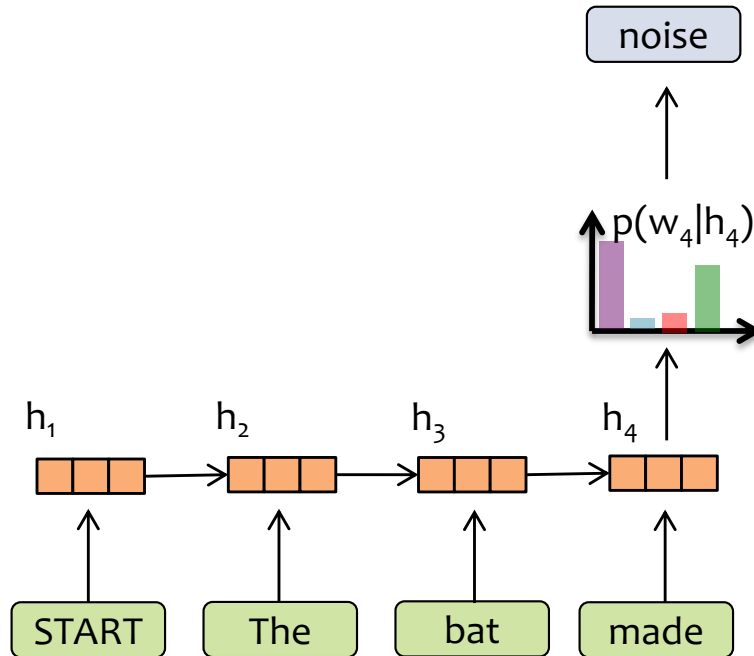 noise
p(w₄|h₄)
h₁ h₂ h₃ h₄
START The bat made